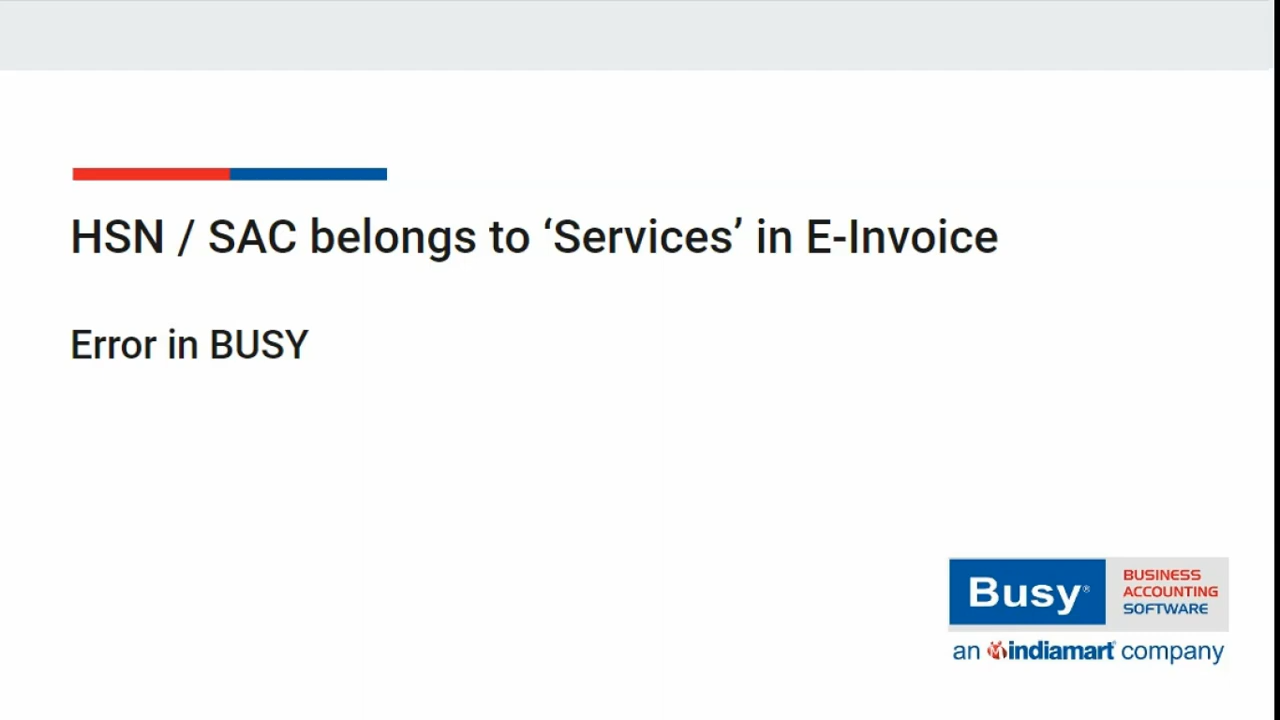 HSN / SAC belongs to ‘Services’ in E-Invoice
Error in BUSY
Busy®
BUSINESS
ACCOUNTING
SOFTWARE
an indiamart® company